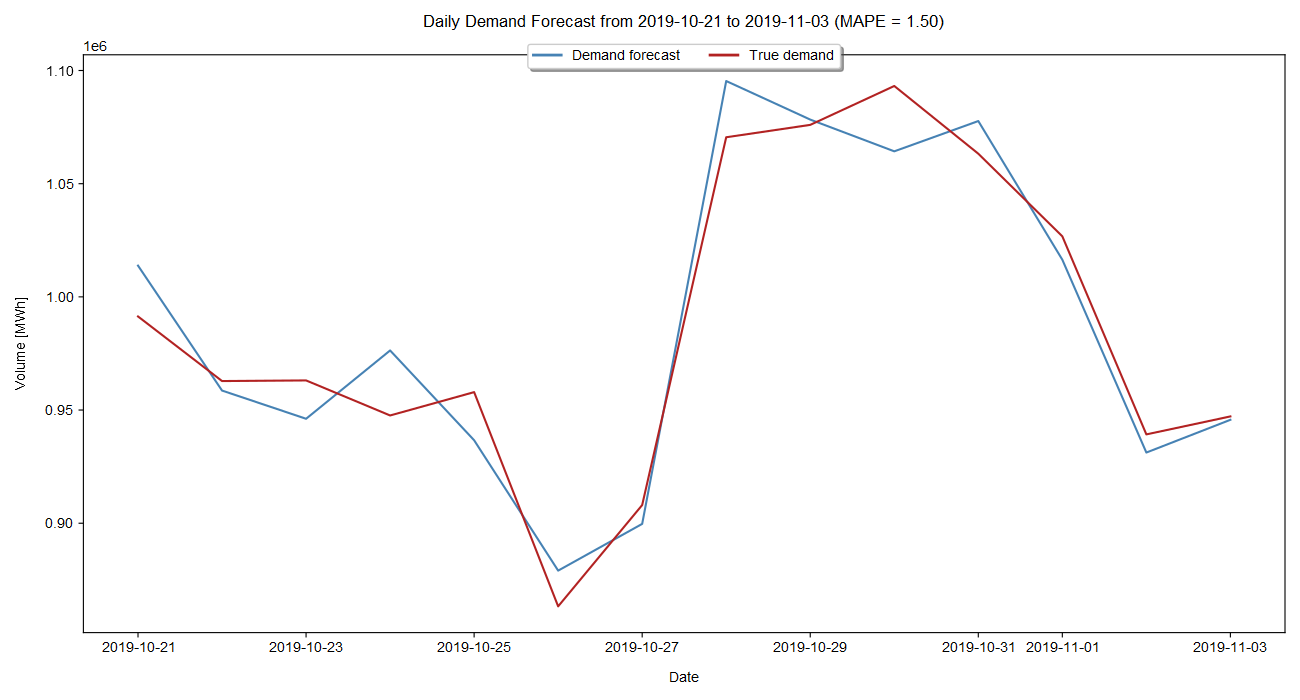 Daily Demand Forecast from 2019-10-21 to 2019-11-03 (MAPE = 1.50)
1e6
Demand forecast True demand
1.10
1.05
1.00
0.95
0.90
Volume [MWh]
2019-10-21 2019-10-23 2019-10-25 2019-10-27 2019-10-29 2019-10-31 2019-11-01 2019-11-03
Date